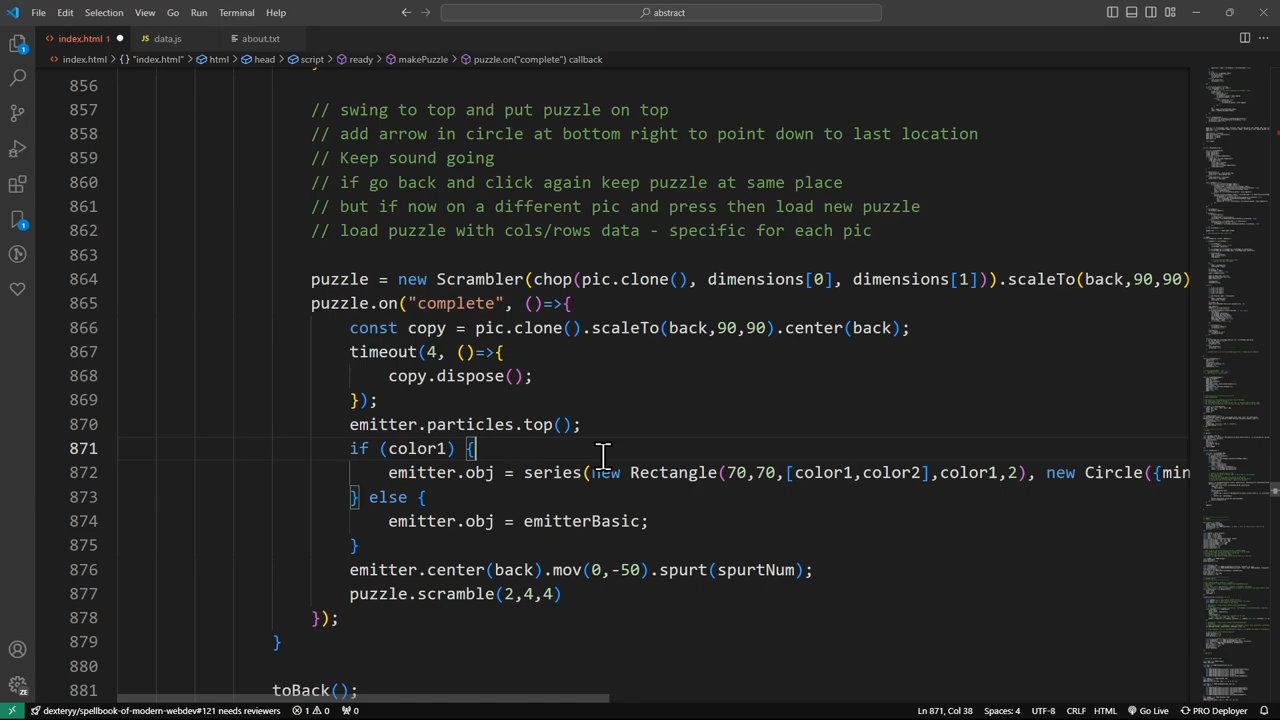 File Edit Selection View Go Run Terminal Help
abstract
index.html 1 data.js about.txt
index.html > "index.html" > html > head > script > ready > makePuzzle > puzzle.on("complete") callback
856
857 // swing to top and pin puzzle on top
858 // add arrow in circle at bottom right to point down to last location
859 // keep sound going
860 // if go back and click again keep puzzle at same place
861 // but if now in a different pic and press then load new puzzle
862 // load puzzle with cols/rows data - specific for each pic
863
864 puzzle = new Scrambler(chop(pic.clone(), dimensions[0], dimensions[1])).scaleTo(back,90,90)
865 puzzle.on("complete", ()=>{
866 const copy = pic.clone().scaleTo(back,90,90).center(back);
867 timeout(4, ()=>{
868 copy.dispose();
869 });
870 emitter.particles.top();
871 if (color1) {
872 emitter.obj = series(new Rectangle(70,70,[color1,color2],color1,2), new Circle({min
873 } else {
874 emitter.obj = emitterBasic;
875 }
876 emitter.center(back).mov(0,-50).spurt(spurtNum);
877 puzzle.scramble(2,4,4)
878 });
879 }
880
881 toBack();
dexteryy/spellbook-of-modern-webdev#121 needs reviewers 1 0 0 Ln 871, Col 38 Spaces: 4 UTF-8 CRLF HTML Go Live PRO Deployer